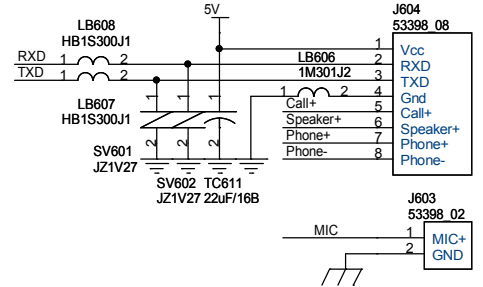 5V
J604
53398_08
LB608
HB1S300J1
RXD 1 2
TXD 1 2
LB606
1M301J2
1 2
1 Vcc
2 RXD
3 TXD
4 Gnd
Call+ 5 Call+
Speaker+ 6 Speaker+
Phone+ 7 Phone+
Phone- 8 Phone-
LB607
HB1S300J1
1 1 1
2 2 2
SV601
JZ1V27
SV602
JZ1V27
TC611
22uF/16B
J603
53398_02
MIC 1 MIC+
2 GND